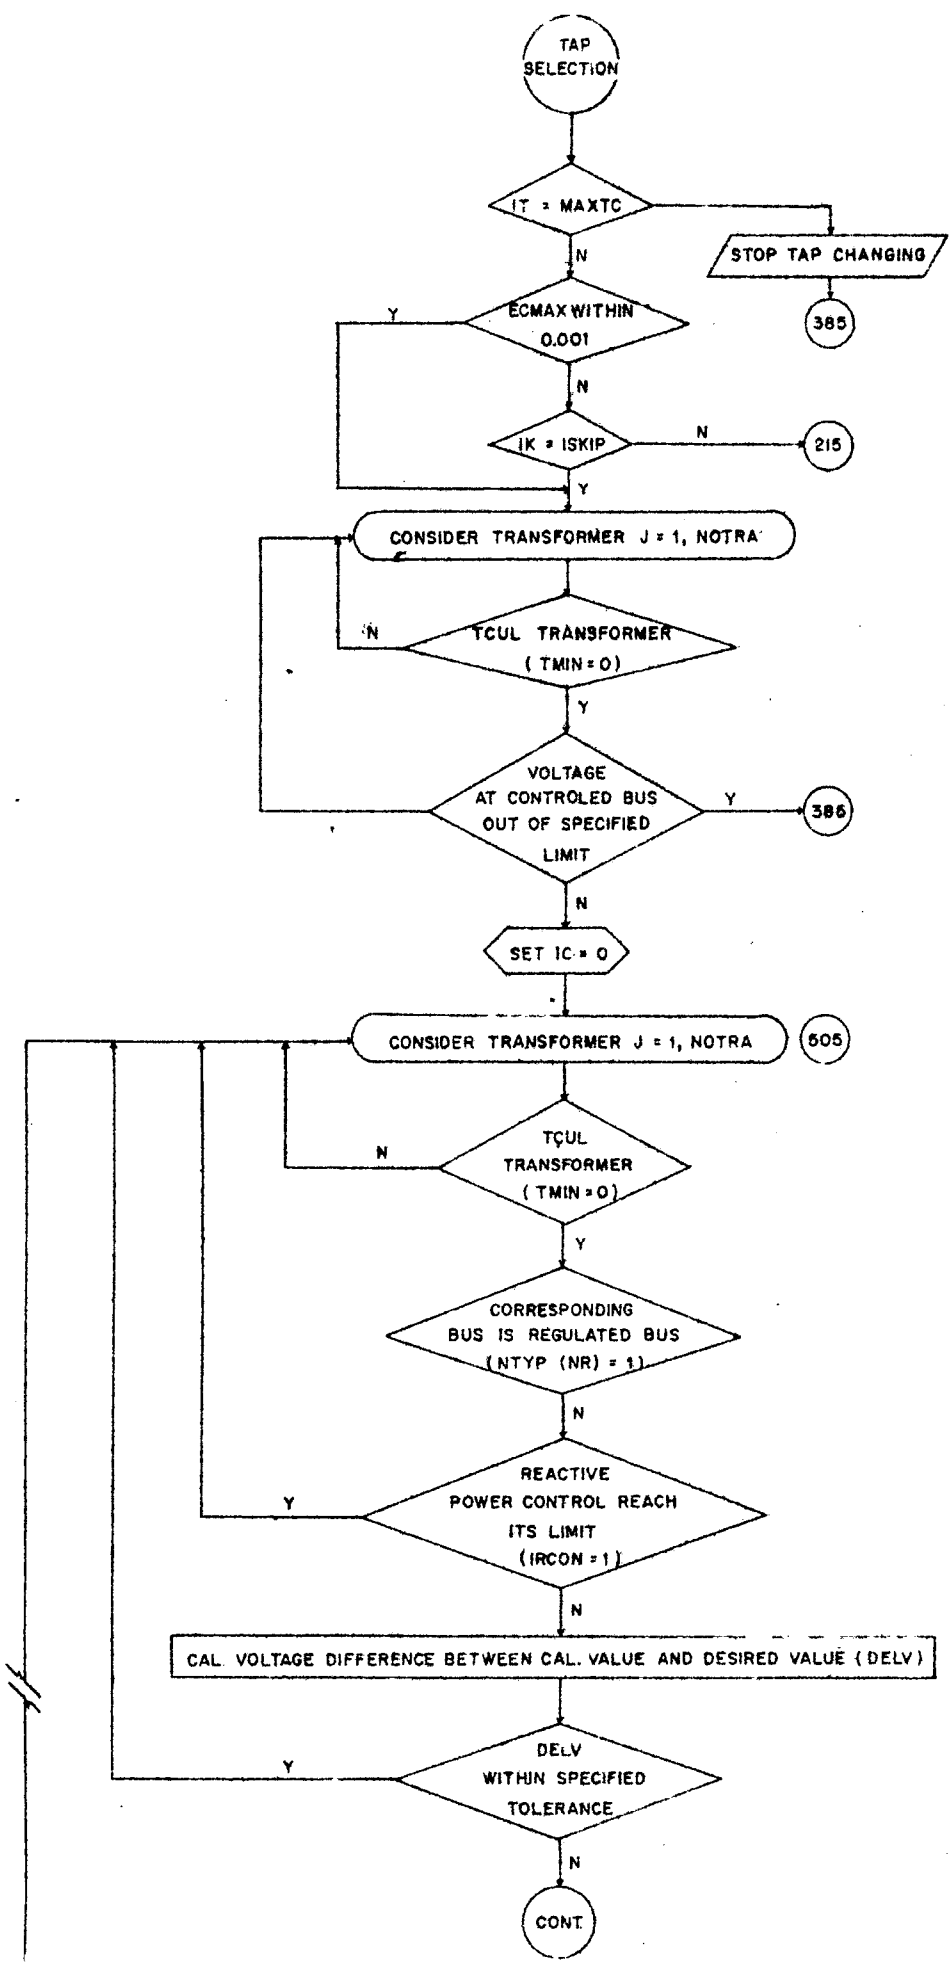 TAP
SELECTION
IT = MAXTC
N
STOP TAP CHANGING
385
ECMAX WITHIN
0.001
Y
N
IK = ISKIP
N
215
Y
CONSIDER TRANSFORMER J = 1, NOTRA
TCUL TRANSFORMER
( TMIN = 0 )
N
Y
VOLTAGE
AT CONTROLED BUS
OUT OF SPECIFIED
LIMIT
Y
385
N
SET IC = 0
CONSIDER TRANSFORMER J = 1, NOTRA
505
TCUL
TRANSFORMER
( TMIN = 0 )
N
Y
CORRESPONDING
BUS IS REGULATED BUS
(NTYP (NR) = 1)
N
REACTIVE
POWER CONTROL REACH
ITS LIMIT
(IRCON = 1)
Y
N
CAL. VOLTAGE DIFFERENCE BETWEEN CAL. VALUE AND DESIRED VALUE ( DELV )
DELV
WITHIN SPECIFIED
TOLERANCE
Y
N
CONT.